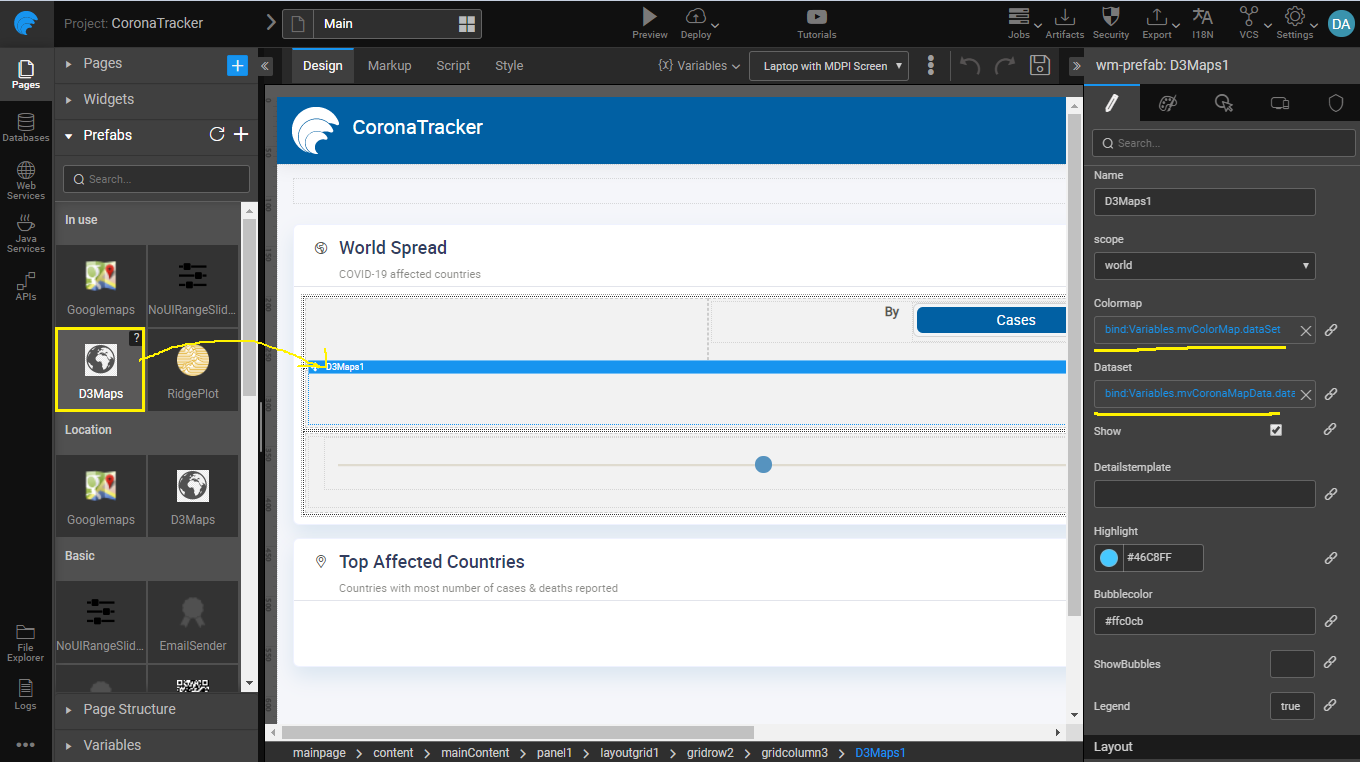 Project: CoronaTracker
Main
Preview
Deploy
Tutorials
Jobs
Artifacts
Security
Export
I18N
VCS
Settings
DA
Pages
Databases
Web
Services
Java
Services
APIs
File
Explorer
Logs
Pages
Widgets
Prefabs
Search...
In use
Googlemaps
NoUIRangeSlid...
?
D3Maps
RidgePlot
Location
Googlemaps
D3Maps
Basic
NoUIRangeSlid...
EmailSender
Page Structure
Variables
Design
Markup
Script
Style
{x} Variables
Laptop with MDPI Screen
CoronaTracker
World Spread
COVID-19 affected countries
By
Cases
D3Maps1
Top Affected Countries
Countries with most number of cases & deaths reported
mainpage > content > mainContent > panel1 > layoutgrid1 > gridrow2 > gridcolumn3 > D3Maps1
wm-prefab: D3Maps1
Search...
Name
D3Maps1
scope
world
Colormap
bind:Variables.mvColorMap.dataSet
Dataset
bind:Variables.mvCoronaMapData.data
Show
Detailstemplate
Highlight
#46C8FF
Bubblecolor
#ffc0cb
ShowBubbles
Legend
true
Layout